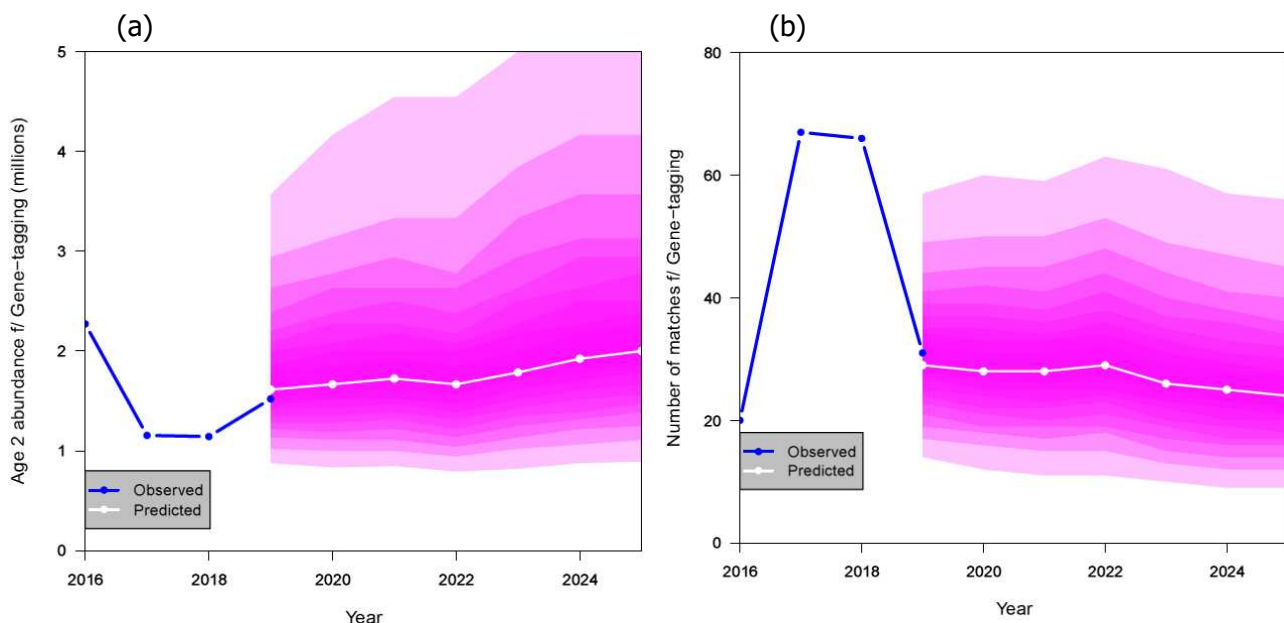 (a)
5
4
3
2
1
0
Age 2 abundance f/ Gene−tagging (millions)
Observed
Predicted
2016
2018
2020
2022
2024
Year
(b)
80
60
40
20
0
Number of matches f/ Gene−tagging
Observed
Predicted
2016
2018
2020
2022
2024
Year